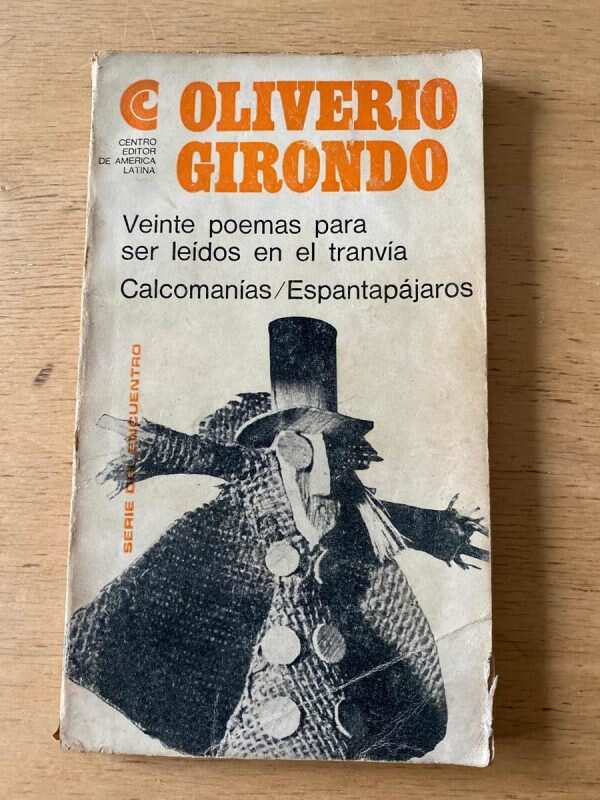 OLIVERIO
GIRONDO
CENTRO
EDITOR
DE AMERICA
LATINA
Veinte poemas para
ser leídos en el tranvía
Calcomanías/Espantapájaros
SERIE DEL ENCUENTRO